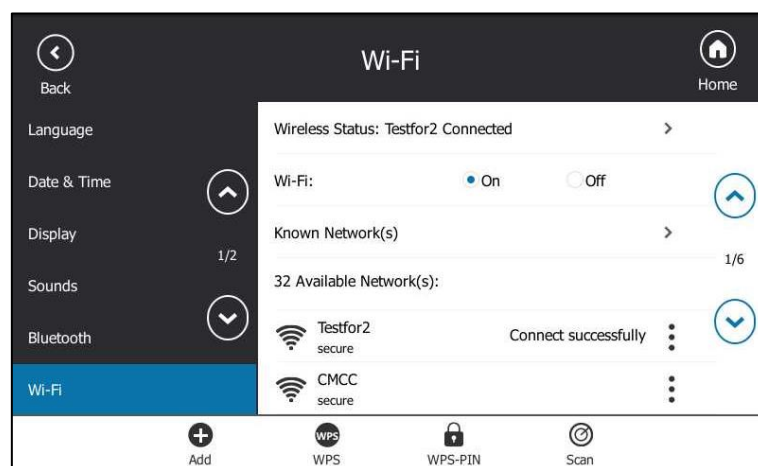 Wi-Fi
Back
Home
Language
Date & Time
Display
1/2
Sounds
Bluetooth
Wi-Fi
Wireless Status: Testfor2 Connected
Wi-Fi: On Off
Known Network(s)
1/6
32 Available Network(s):
Testfor2
secure
Connect successfully
CMCC
secure
Add
WPS
WPS
WPS-PIN
Scan